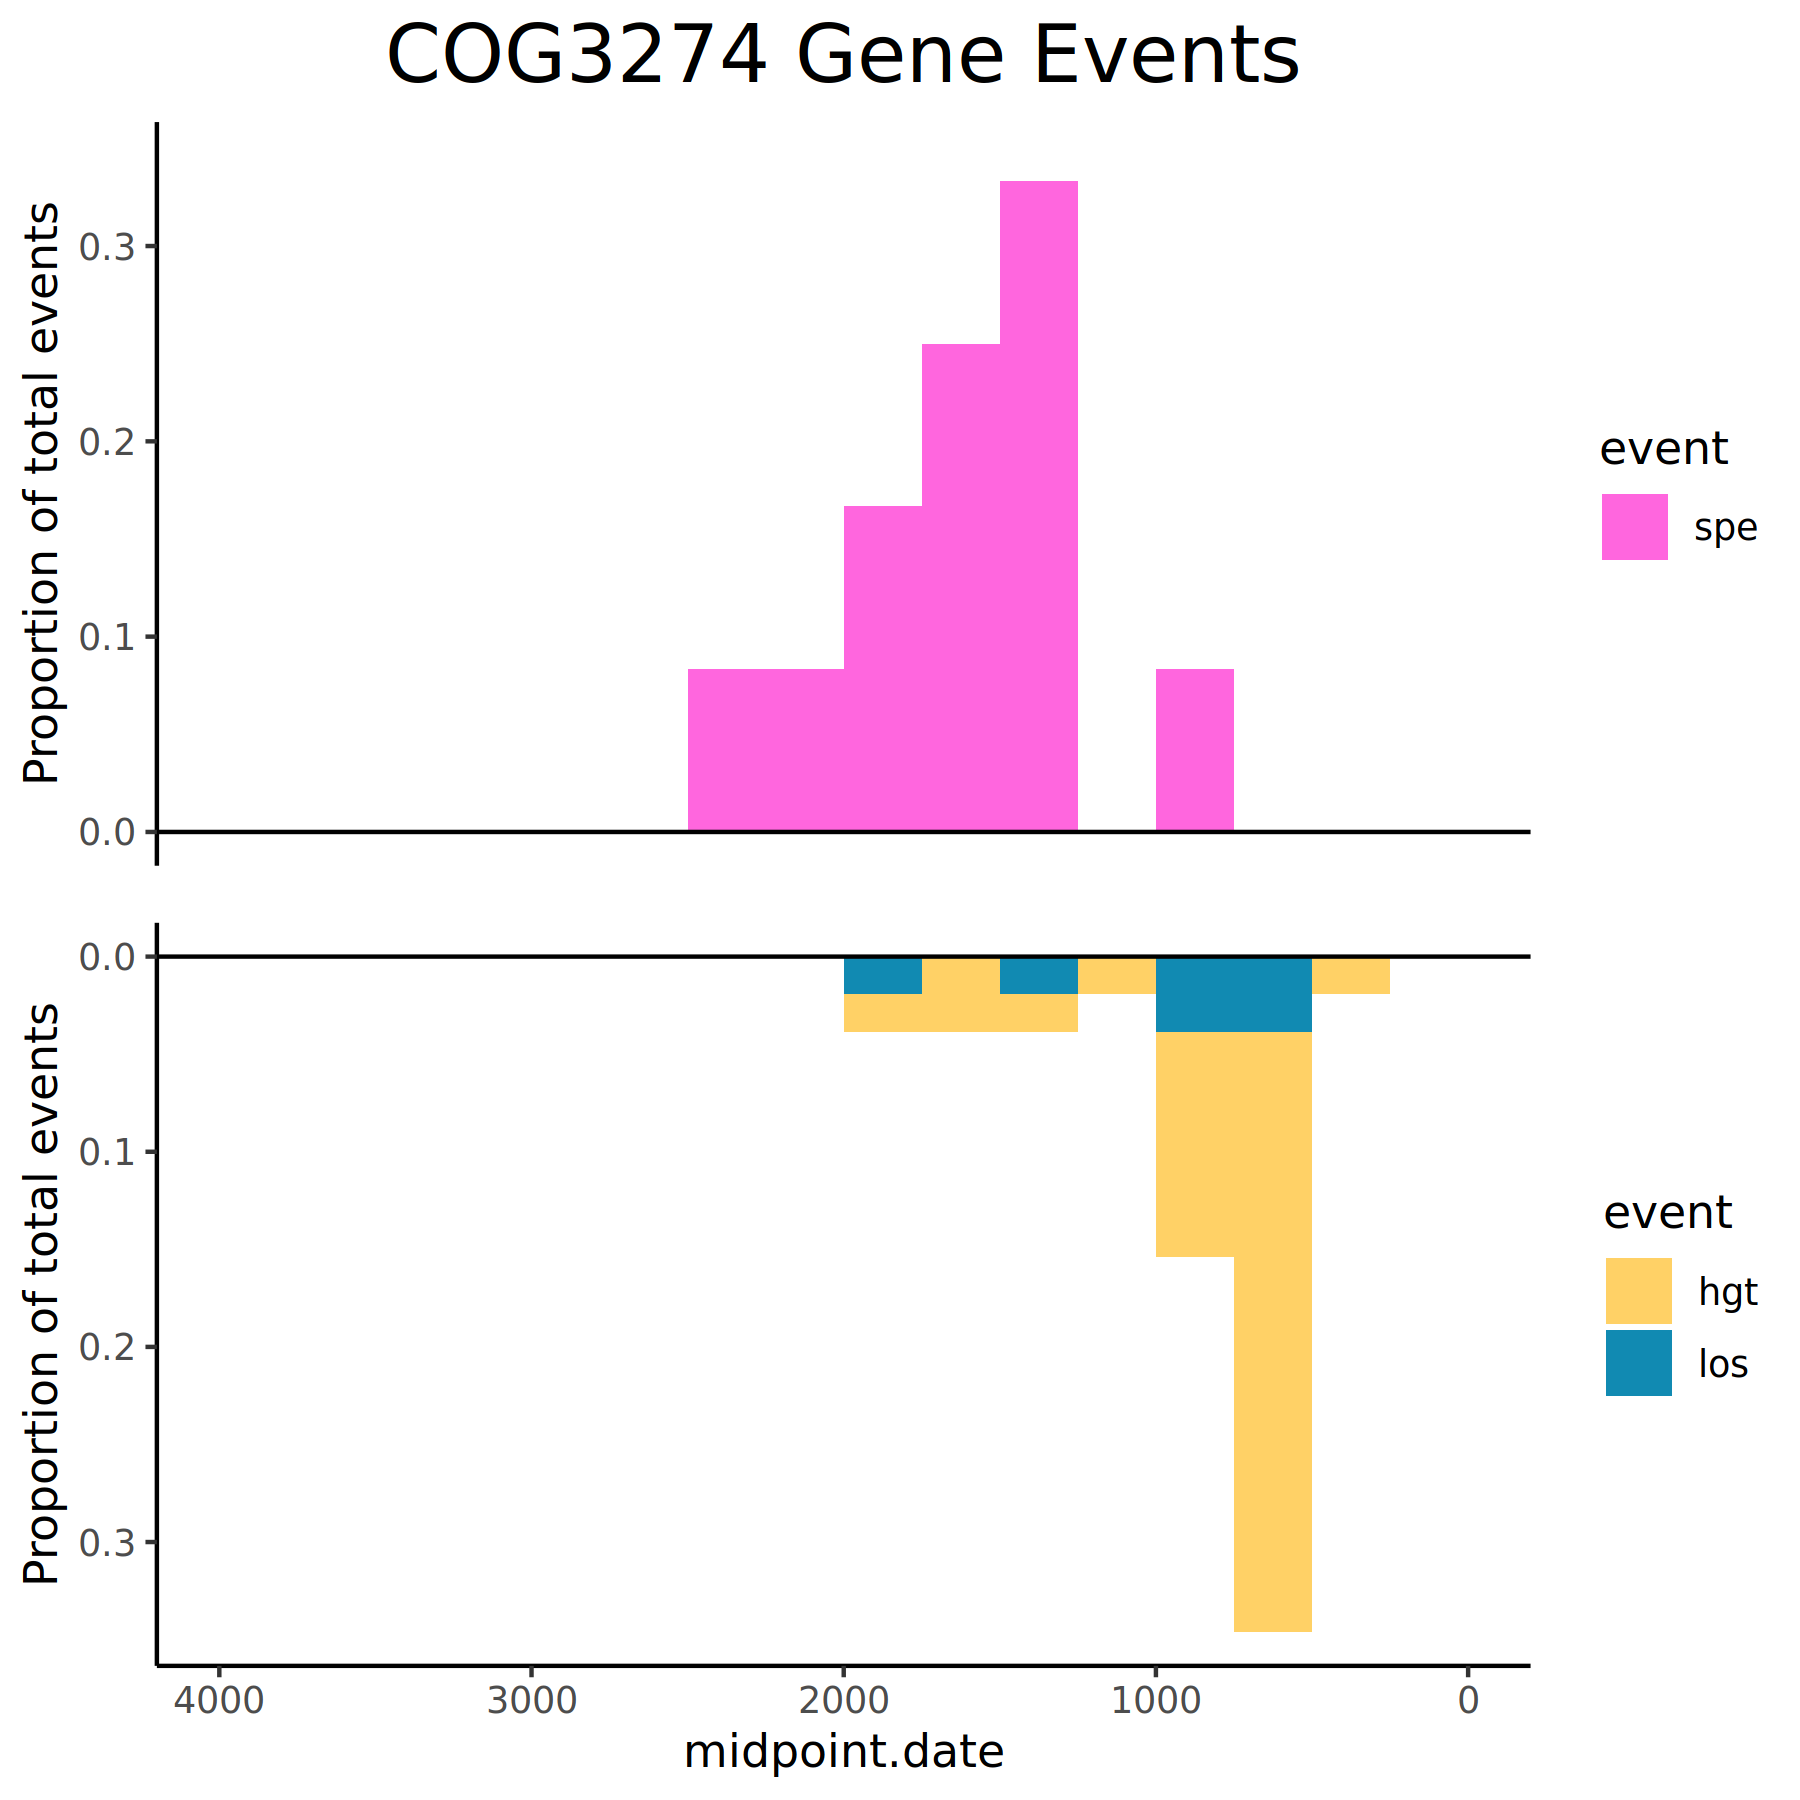 COG3274 Gene Events
Proportion of total events
0.3
0.2
0.1
0.0
event
spe
Proportion of total events
0.0
0.1
0.2
0.3
event
hgt
los
4000 3000 2000 1000 0
midpoint.date